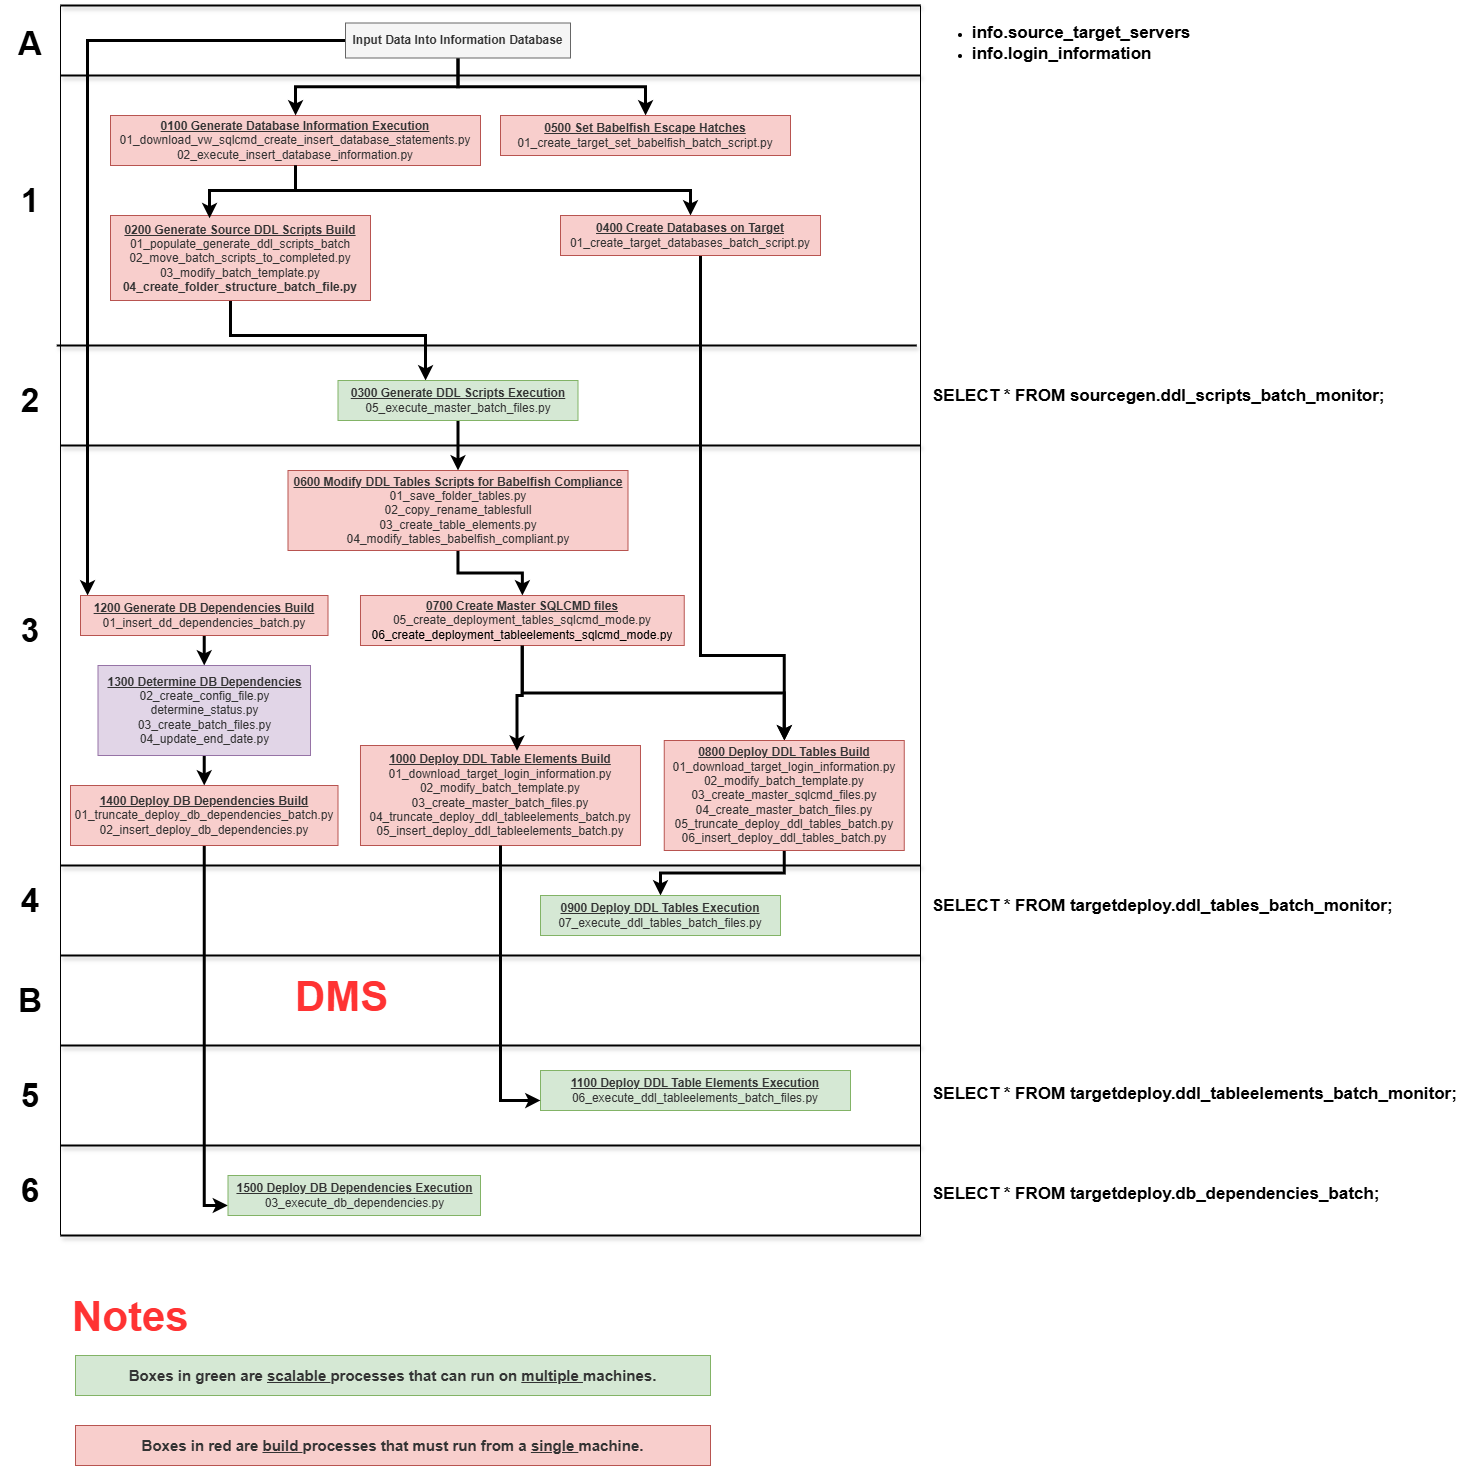 A
Input Data Into Information Database
• info.source_target_servers
• info.login_information
1
0100 Generate Database Information Execution
01_download_vw_sqlcmd_create_insert_database_statements.py
02_execute_insert_database_information.py
0500 Set Babelfish Escape Hatches
01_create_target_set_babelfish_batch_script.py
0200 Generate Source DDL Scripts Build
01_populate_generate_ddl_scripts_batch
02_move_batch_scripts_to_completed.py
03_modify_batch_template.py
04_create_folder_structure_batch_file.py
0400 Create Databases on Target
01_create_target_databases_batch_script.py
2
0300 Generate DDL Scripts Execution
05_execute_master_batch_files.py
SELECT * FROM sourcegen.ddl_scripts_batch_monitor;
3
0600 Modify DDL Tables Scripts for Babelfish Compliance
01_save_folder_tables.py
02_copy_rename_tablesfull
03_create_table_elements.py
04_modify_tables_babelfish_compliant.py
1200 Generate DB Dependencies Build
01_insert_dd_dependencies_batch.py
0700 Create Master SQLCMD files
05_create_deployment_tables_sqlcmd_mode.py
06_create_deployment_tableelements_sqlcmd_mode.py
1300 Determine DB Dependencies
02_create_config_file.py
determine_status.py
03_create_batch_files.py
04_update_end_date.py
1400 Deploy DB Dependencies Build
01_truncate_deploy_db_dependencies_batch.py
02_insert_deploy_db_dependencies.py
1000 Deploy DDL Table Elements Build
01_download_target_login_information.py
02_modify_batch_template.py
03_create_master_batch_files.py
04_truncate_deploy_ddl_tableelements_batch.py
05_insert_deploy_ddl_tableelements_batch.py
0800 Deploy DDL Tables Build
01_download_target_login_information.py
02_modify_batch_template.py
03_create_master_sqlcmd_files.py
04_create_master_batch_files.py
05_truncate_deploy_ddl_tables_batch.py
06_insert_deploy_ddl_tables_batch.py
4
0900 Deploy DDL Tables Execution
07_execute_ddl_tables_batch_files.py
SELECT * FROM targetdeploy.ddl_tables_batch_monitor;
B
DMS
5
1100 Deploy DDL Table Elements Execution
06_execute_ddl_tableelements_batch_files.py
SELECT * FROM targetdeploy.ddl_tableelements_batch_monitor;
6
1500 Deploy DB Dependencies Execution
03_execute_db_dependencies.py
SELECT * FROM targetdeploy.db_dependencies_batch;
Notes
Boxes in green are scalable processes that can run on multiple machines.
Boxes in red are build processes that must run from a single machine.